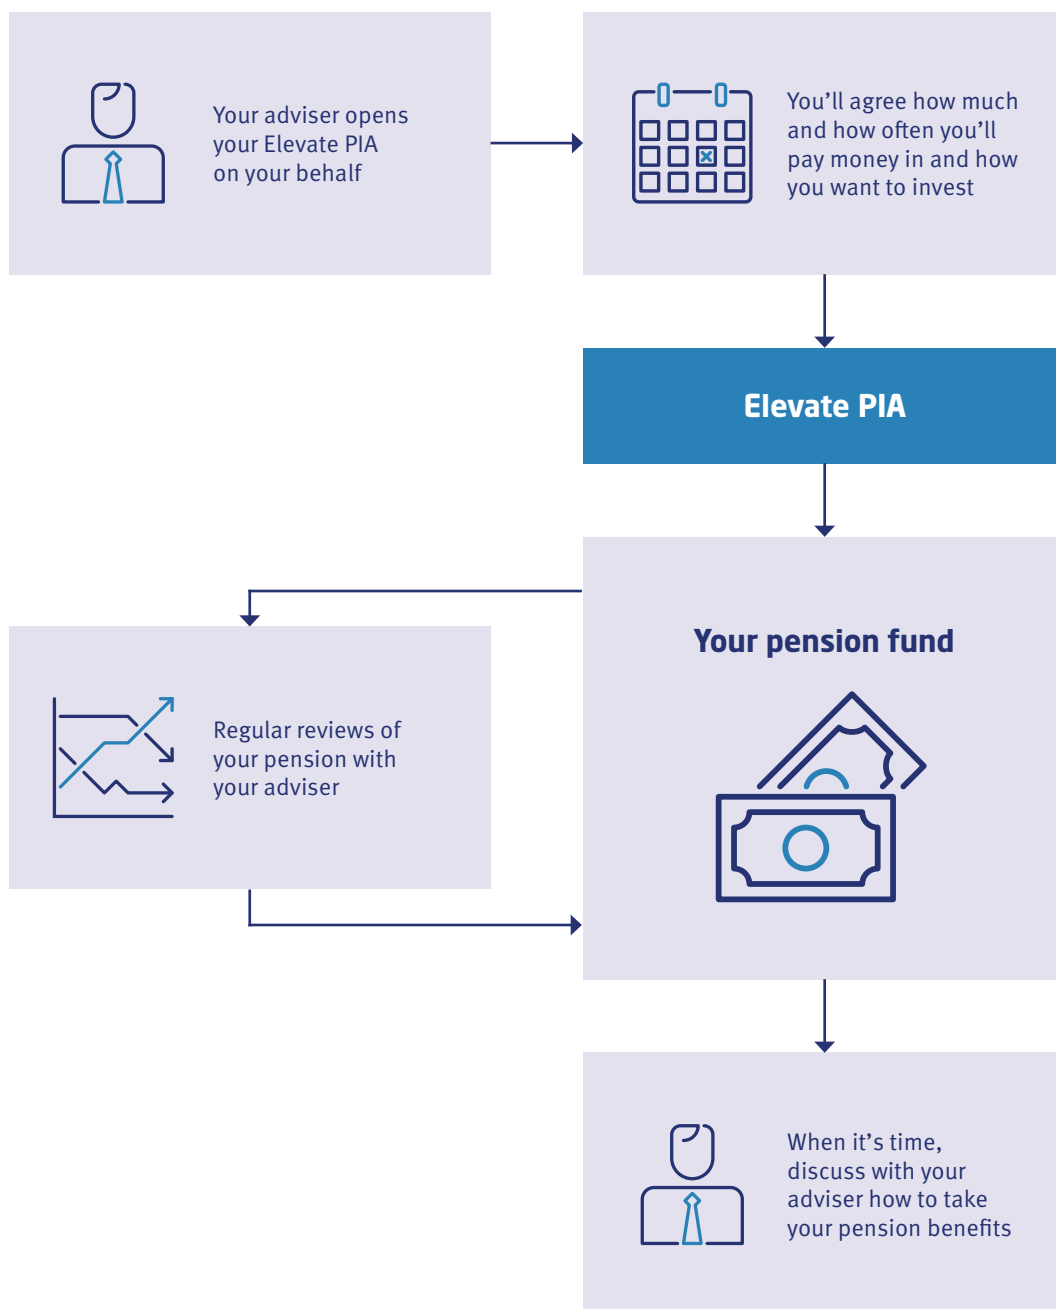 Your adviser opens
your Elevate PIA
on your behalf
You’ll agree how much
and how often you’ll
pay money in and how
you want to invest
Elevate PIA
Your pension fund
Regular reviews of
your pension with
your adviser
When it’s time,
discuss with your
adviser how to take
your pension benefits